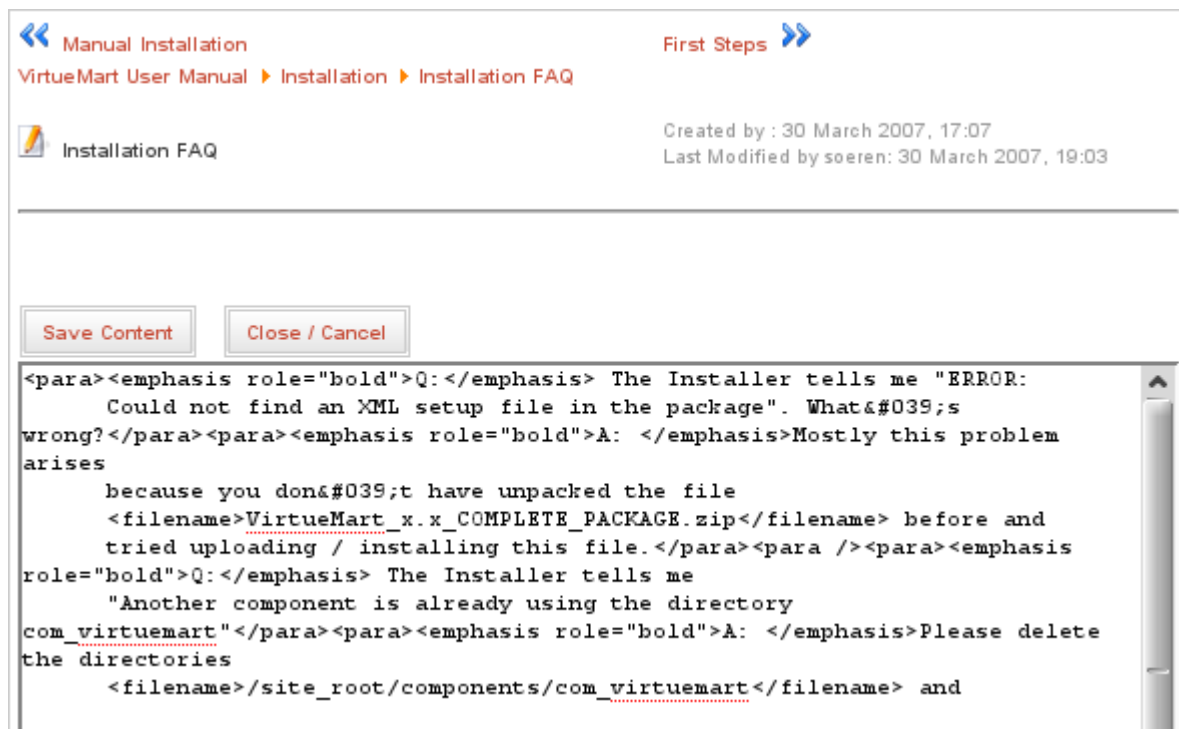 Manual Installation
First Steps
VirtueMart User Manual Installation Installation FAQ
Installation FAQ
Created by : 30 March 2007, 17:07
Last Modified by soeren: 30 March 2007, 19:03
Save Content
Close / Cancel
<para><emphasis role="bold">Q:</emphasis> The Installer tells me "ERROR:
Could not find an XML setup file in the package". What&#039;s
wrong?</para><para><emphasis role="bold">A: </emphasis>Mostly this problem
arises
because you don&#039;t have unpacked the file
<filename>VirtueMart_x.x_COMPLETE_PACKAGE.zip</filename> before and
tried uploading / installing this file.</para><para /><para><emphasis
role="bold">Q:</emphasis> The Installer tells me
"Another component is already using the directory
com_virtuemart"</para><para><emphasis role="bold">A: </emphasis>Please delete
the directories
<filename>/site_root/components/com_virtuemart</filename> and